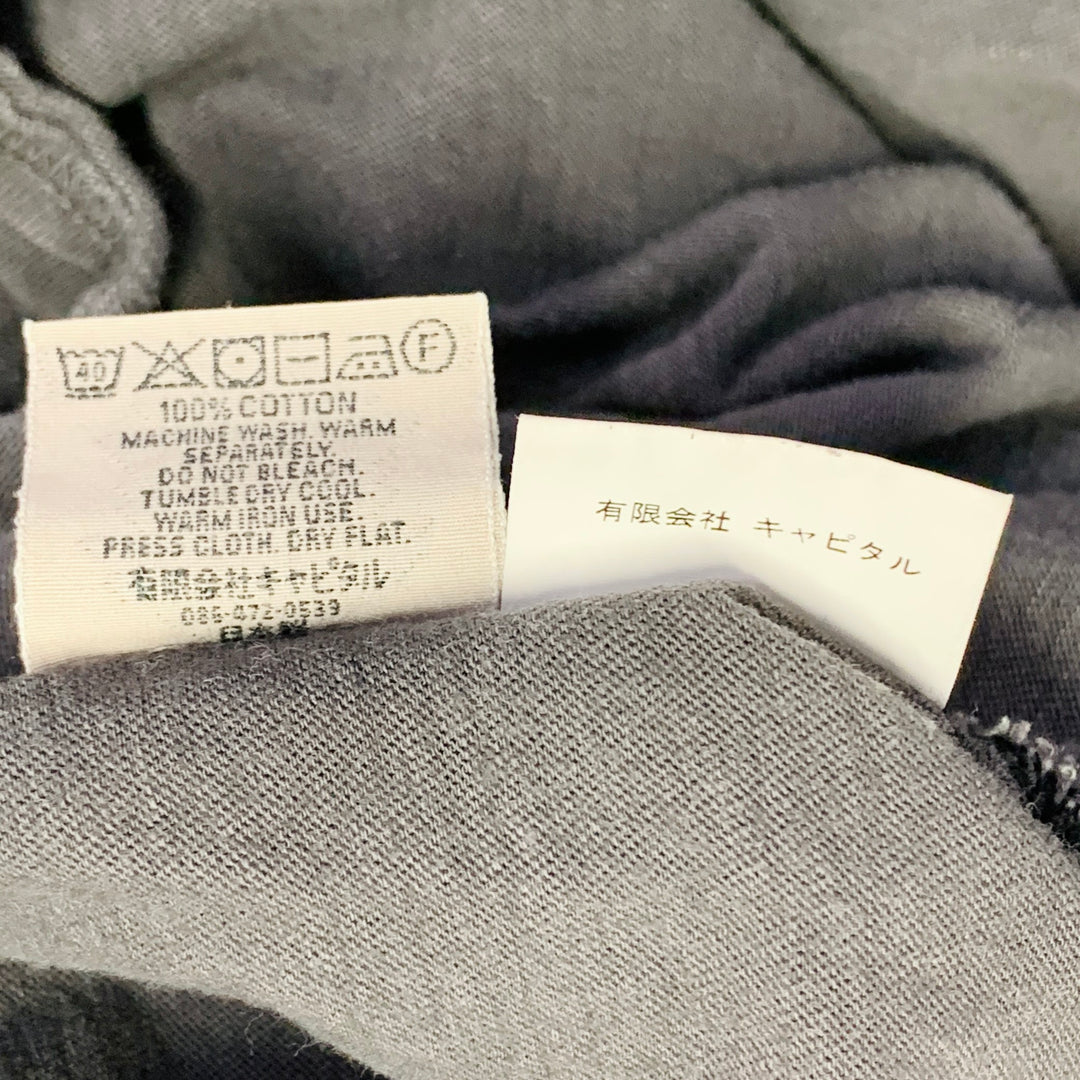 40
F
100% COTTON
MACHINE WASH WARM
SEPARATELY.
DO NOT BLEACH.
TUMBLE DRY COOL.
WARM IRON USE.
PRESS CLOTH. DRY FLAT.
有限会社キャピタル
086-472-0539
日本製
有限会社 キャピタル